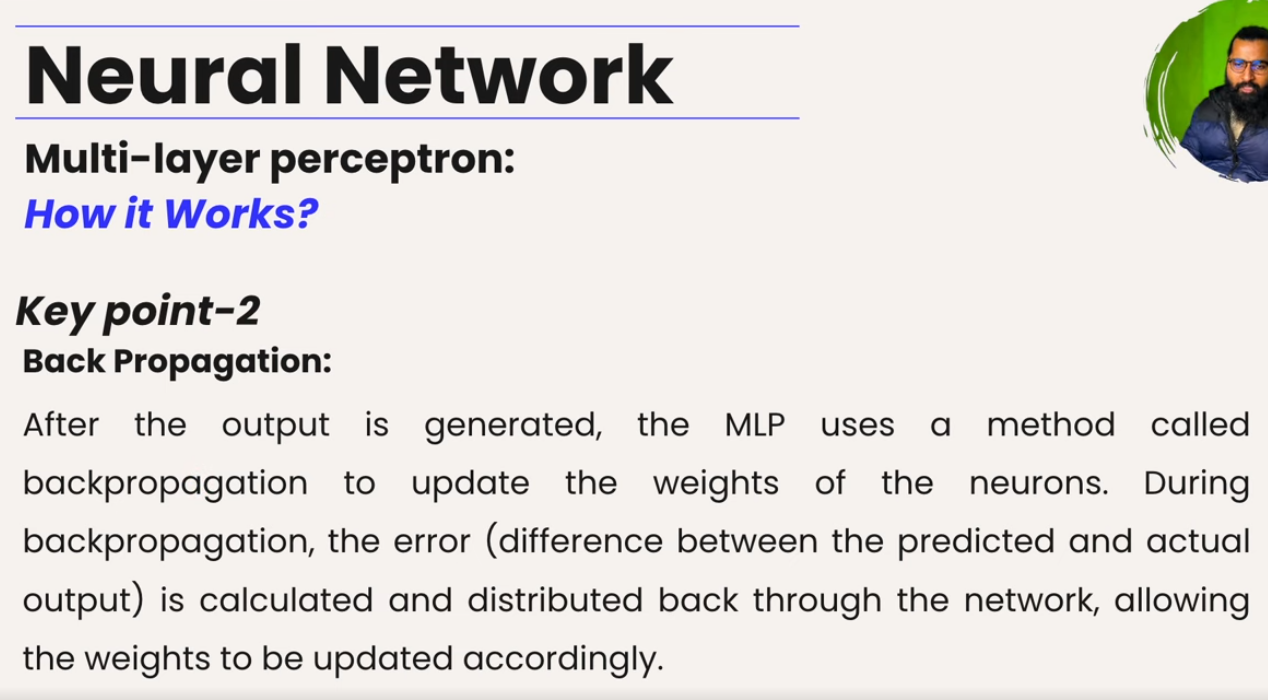 Neural Network
Multi-layer perceptron:
How it Works?
Key point-2
Back Propagation:
After the output is generated, the MLP uses a method called
backpropagation to update the weights of the neurons. During
backpropagation, the error (difference between the predicted and actual
output) is calculated and distributed back through the network, allowing
the weights to be updated accordingly.